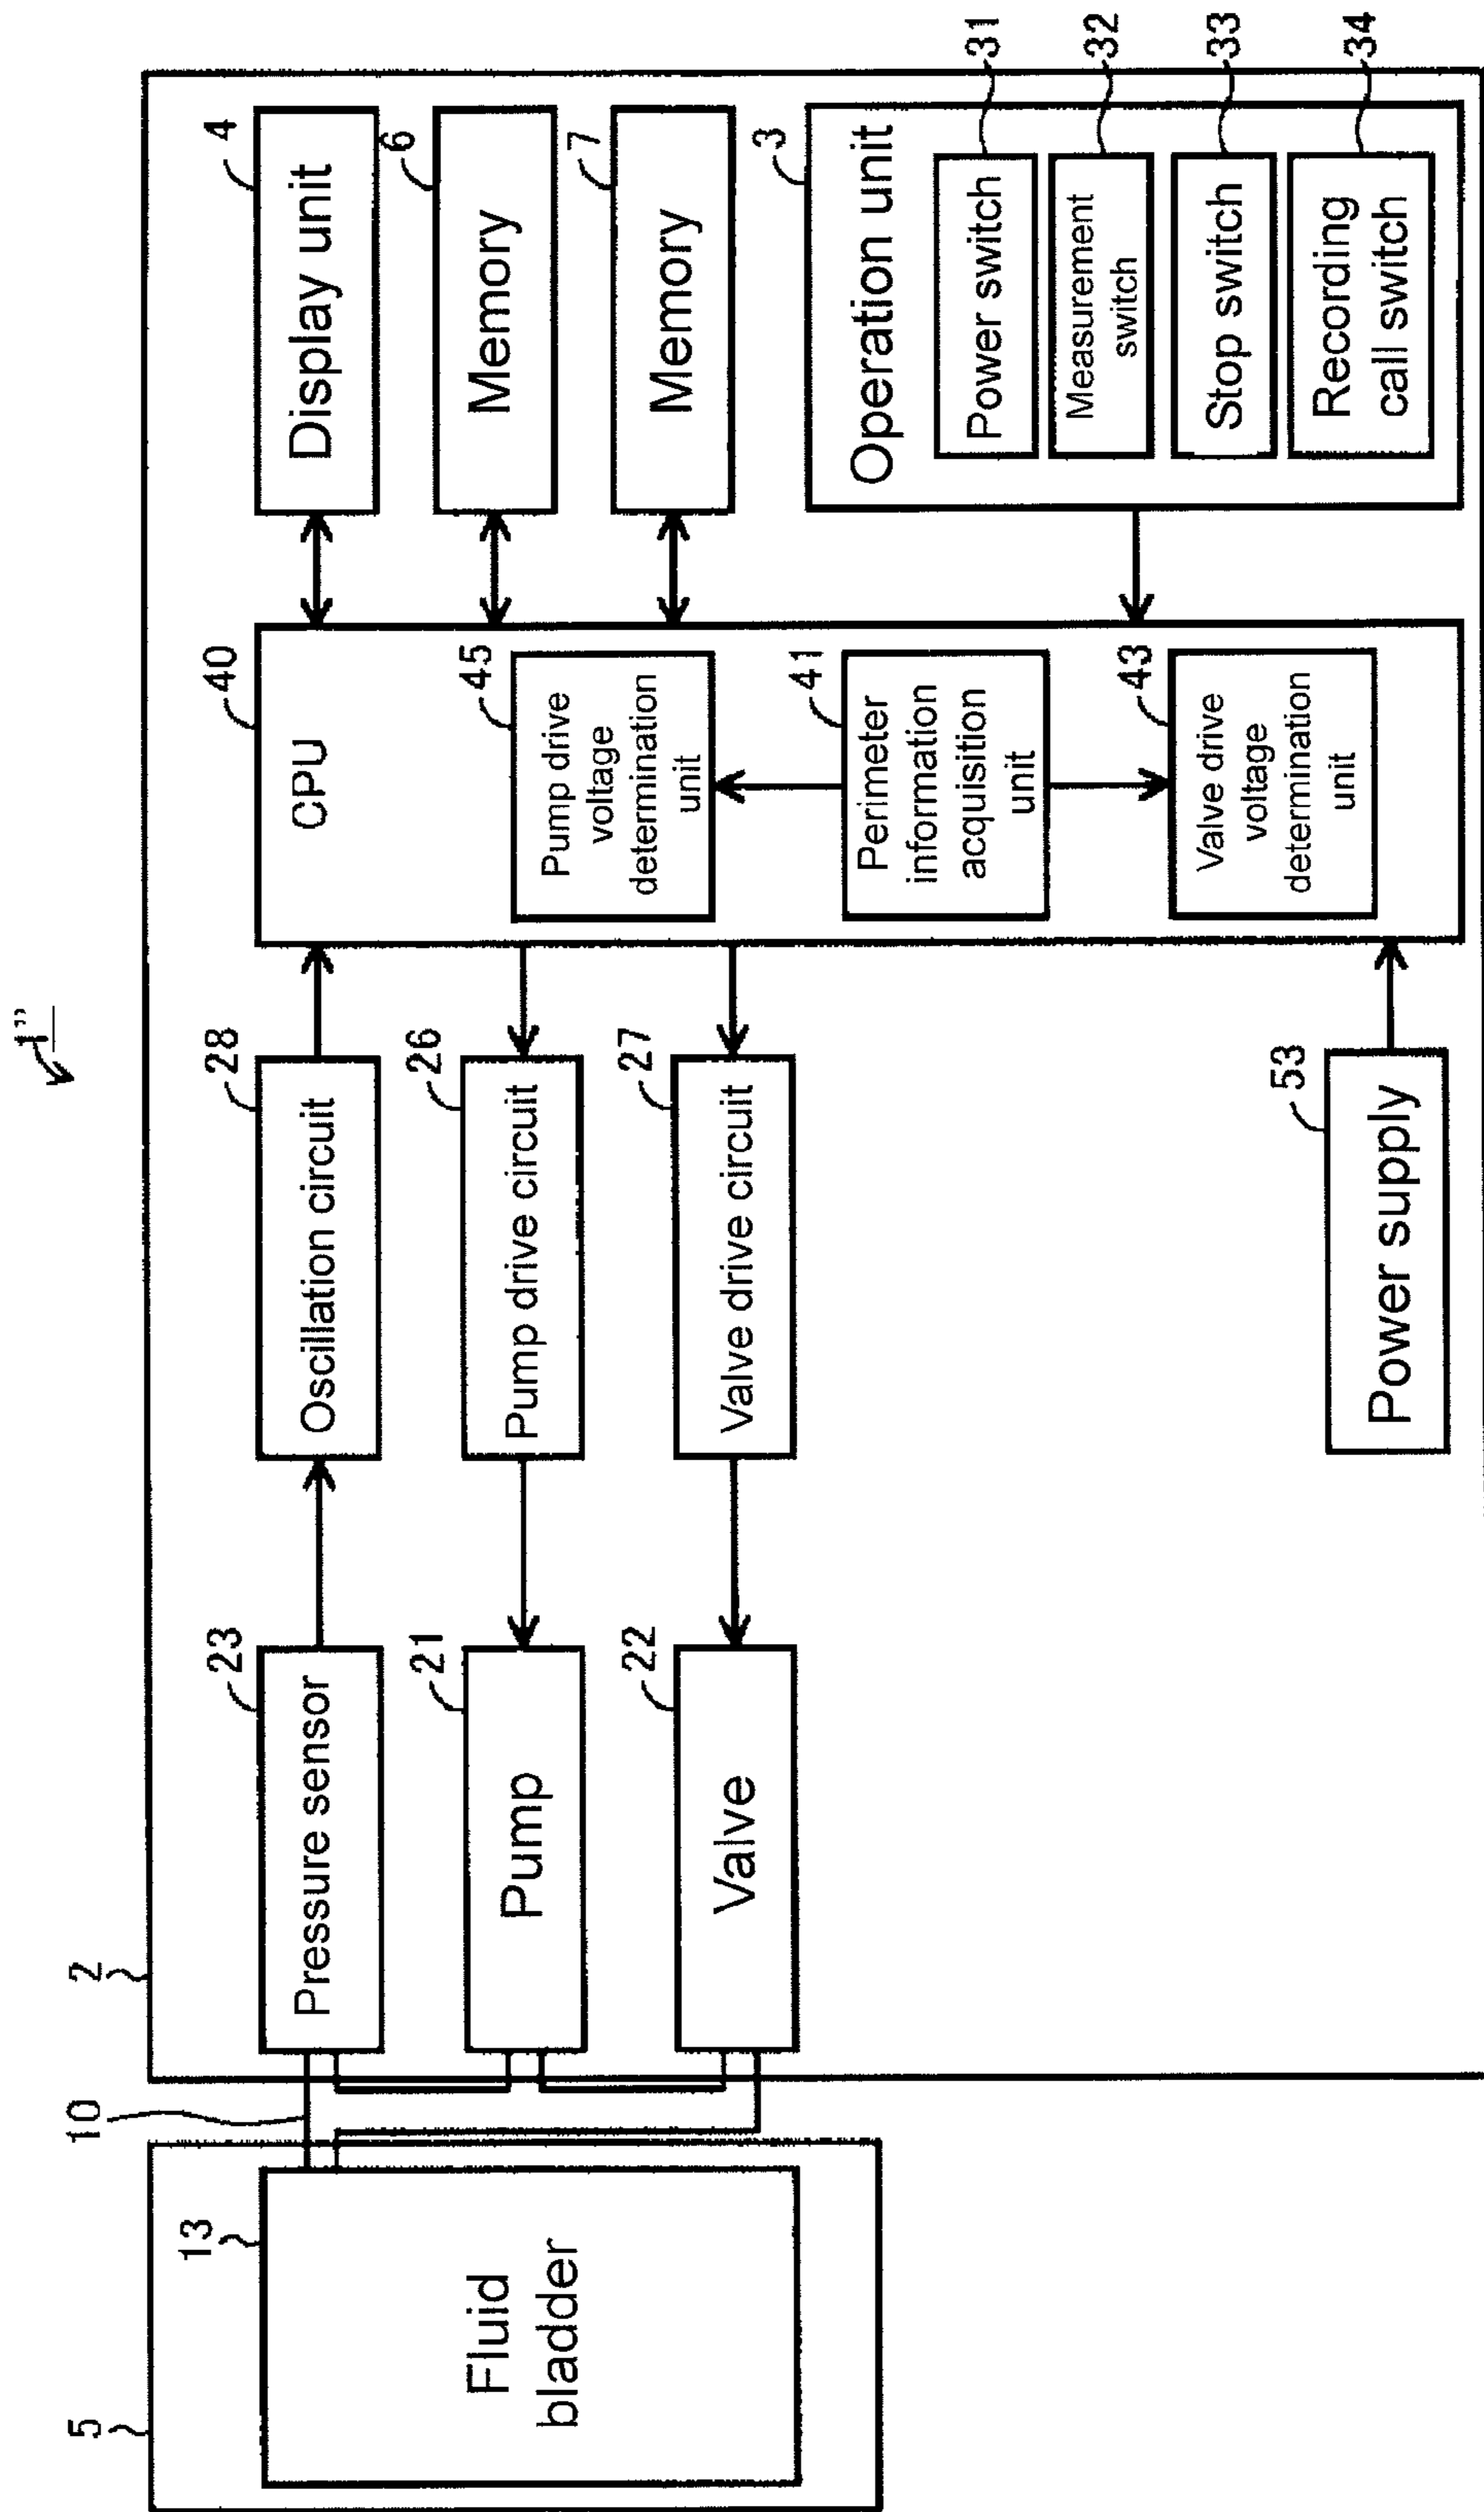 1"
2
5
10
13
Fluid
bladder
23
Pressure sensor
28
Oscillation circuit
21
Pump
26
Pump drive circuit
22
Valve
27
Valve drive circuit
53
Power supply
40
CPU
45
Pump drive
voltage
determination
unit
41
Perimeter
information
acquisition
unit
43
Valve drive
voltage
determination
unit
4
Display unit
6
Memory
7
Memory
3
Operation unit
Power switch
31
Measurement
switch
32
Stop switch
33
Recording
call switch
34